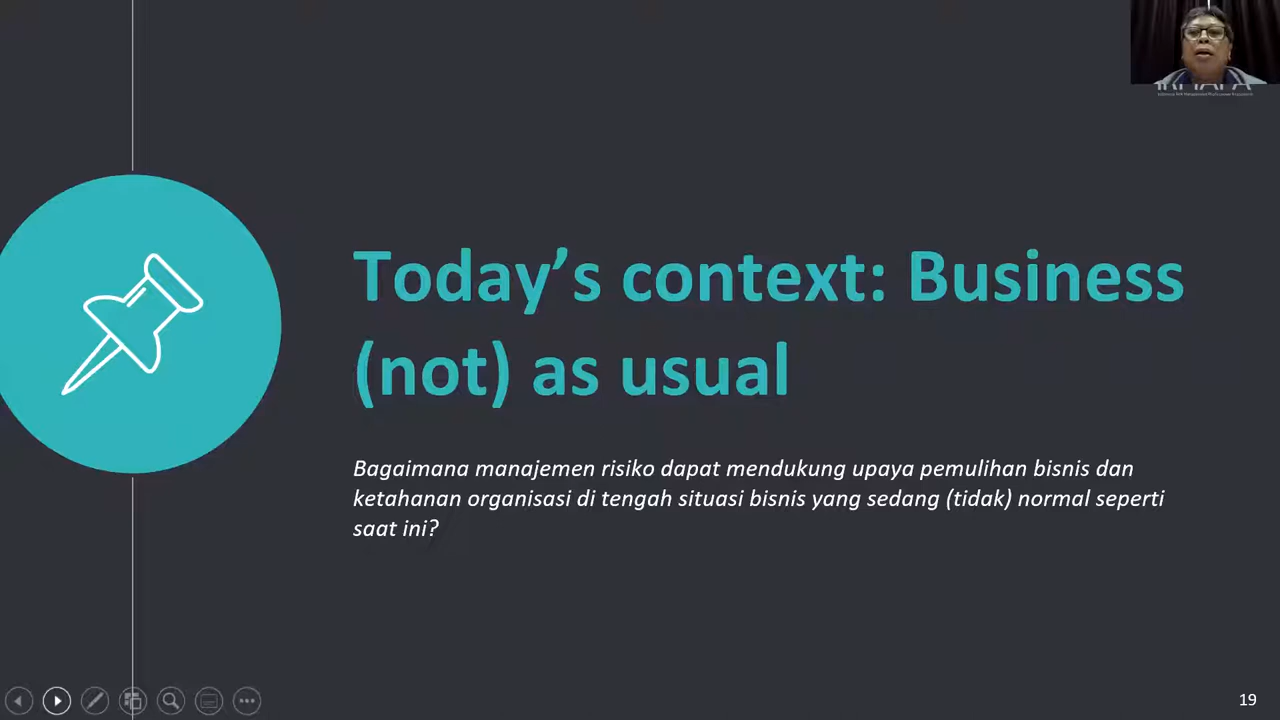 Today’s context: Business
(not) as usual
Bagaimana manajemen risiko dapat mendukung upaya pemulihan bisnis dan
ketahanan organisasi di tengah situasi bisnis yang sedang (tidak) normal seperti
saat ini?
19